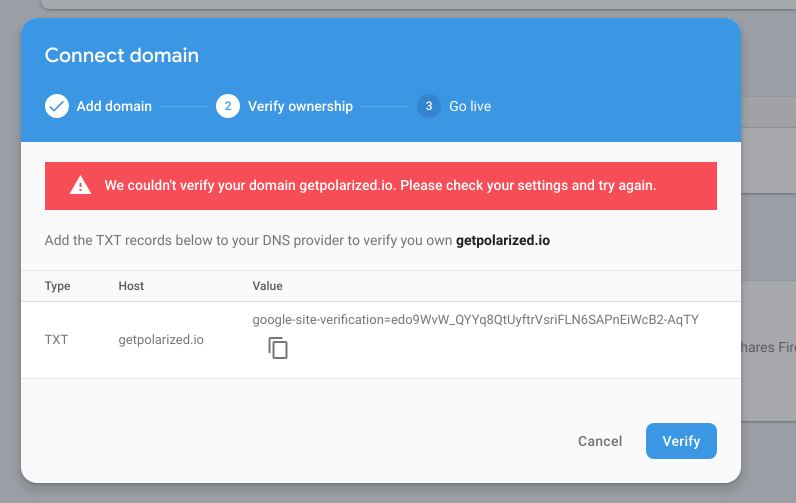 Connect domain
Add domain
2 Verify ownership
3 Go live
We couldn't verify your domain getpolarized.io. Please check your settings and try again.
Add the TXT records below to your DNS provider to verify you own getpolarized.io
Type Host Value
google-site-verification=edo9WvW_QYYq8QtUyftrVsriFLN6SAPnEiWcB2-AqTY
TXT getpolarized.io
hares Fir
Cancel Verify